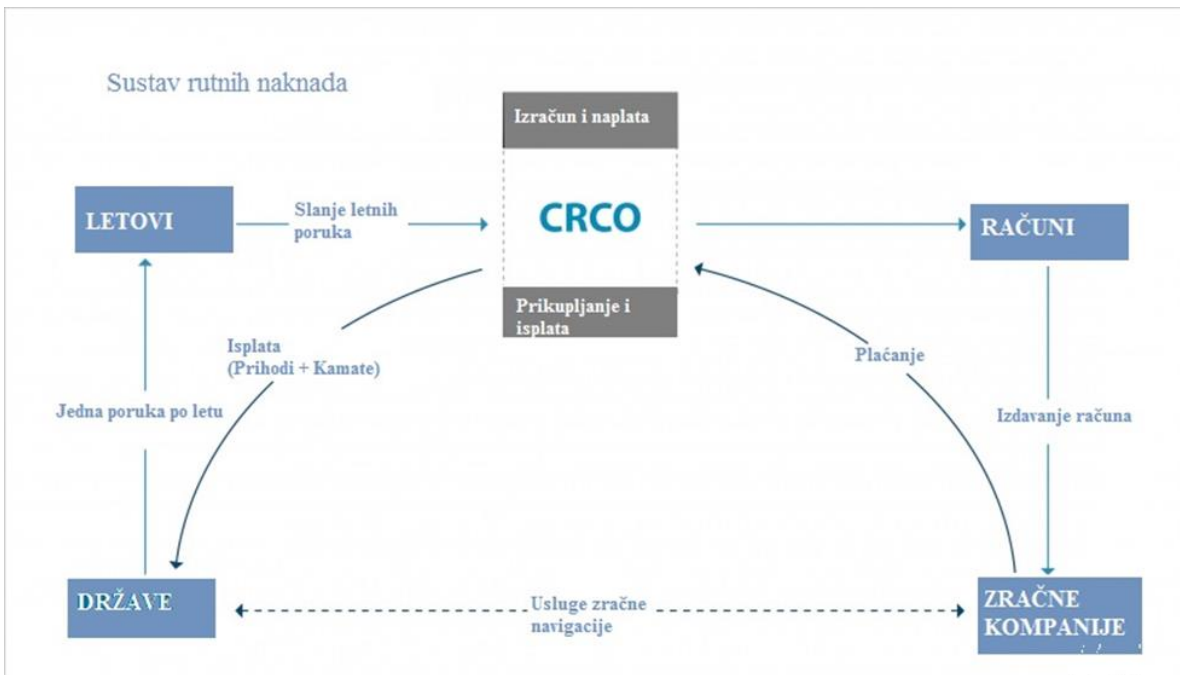 Sustav rutnih naknada
Izračun i naplata
LETOVI
Slanje letnih
poruka
CRCO
RAČUNI
Prikupljanje i
isplata
Isplata
(Prihodi + Kamate)
Plaćanje
Jedna poruka po letu
Izdavanje računa
DRŽAVE
Usluge zračne
navigacije
ZRAČNE
KOMPANIJE